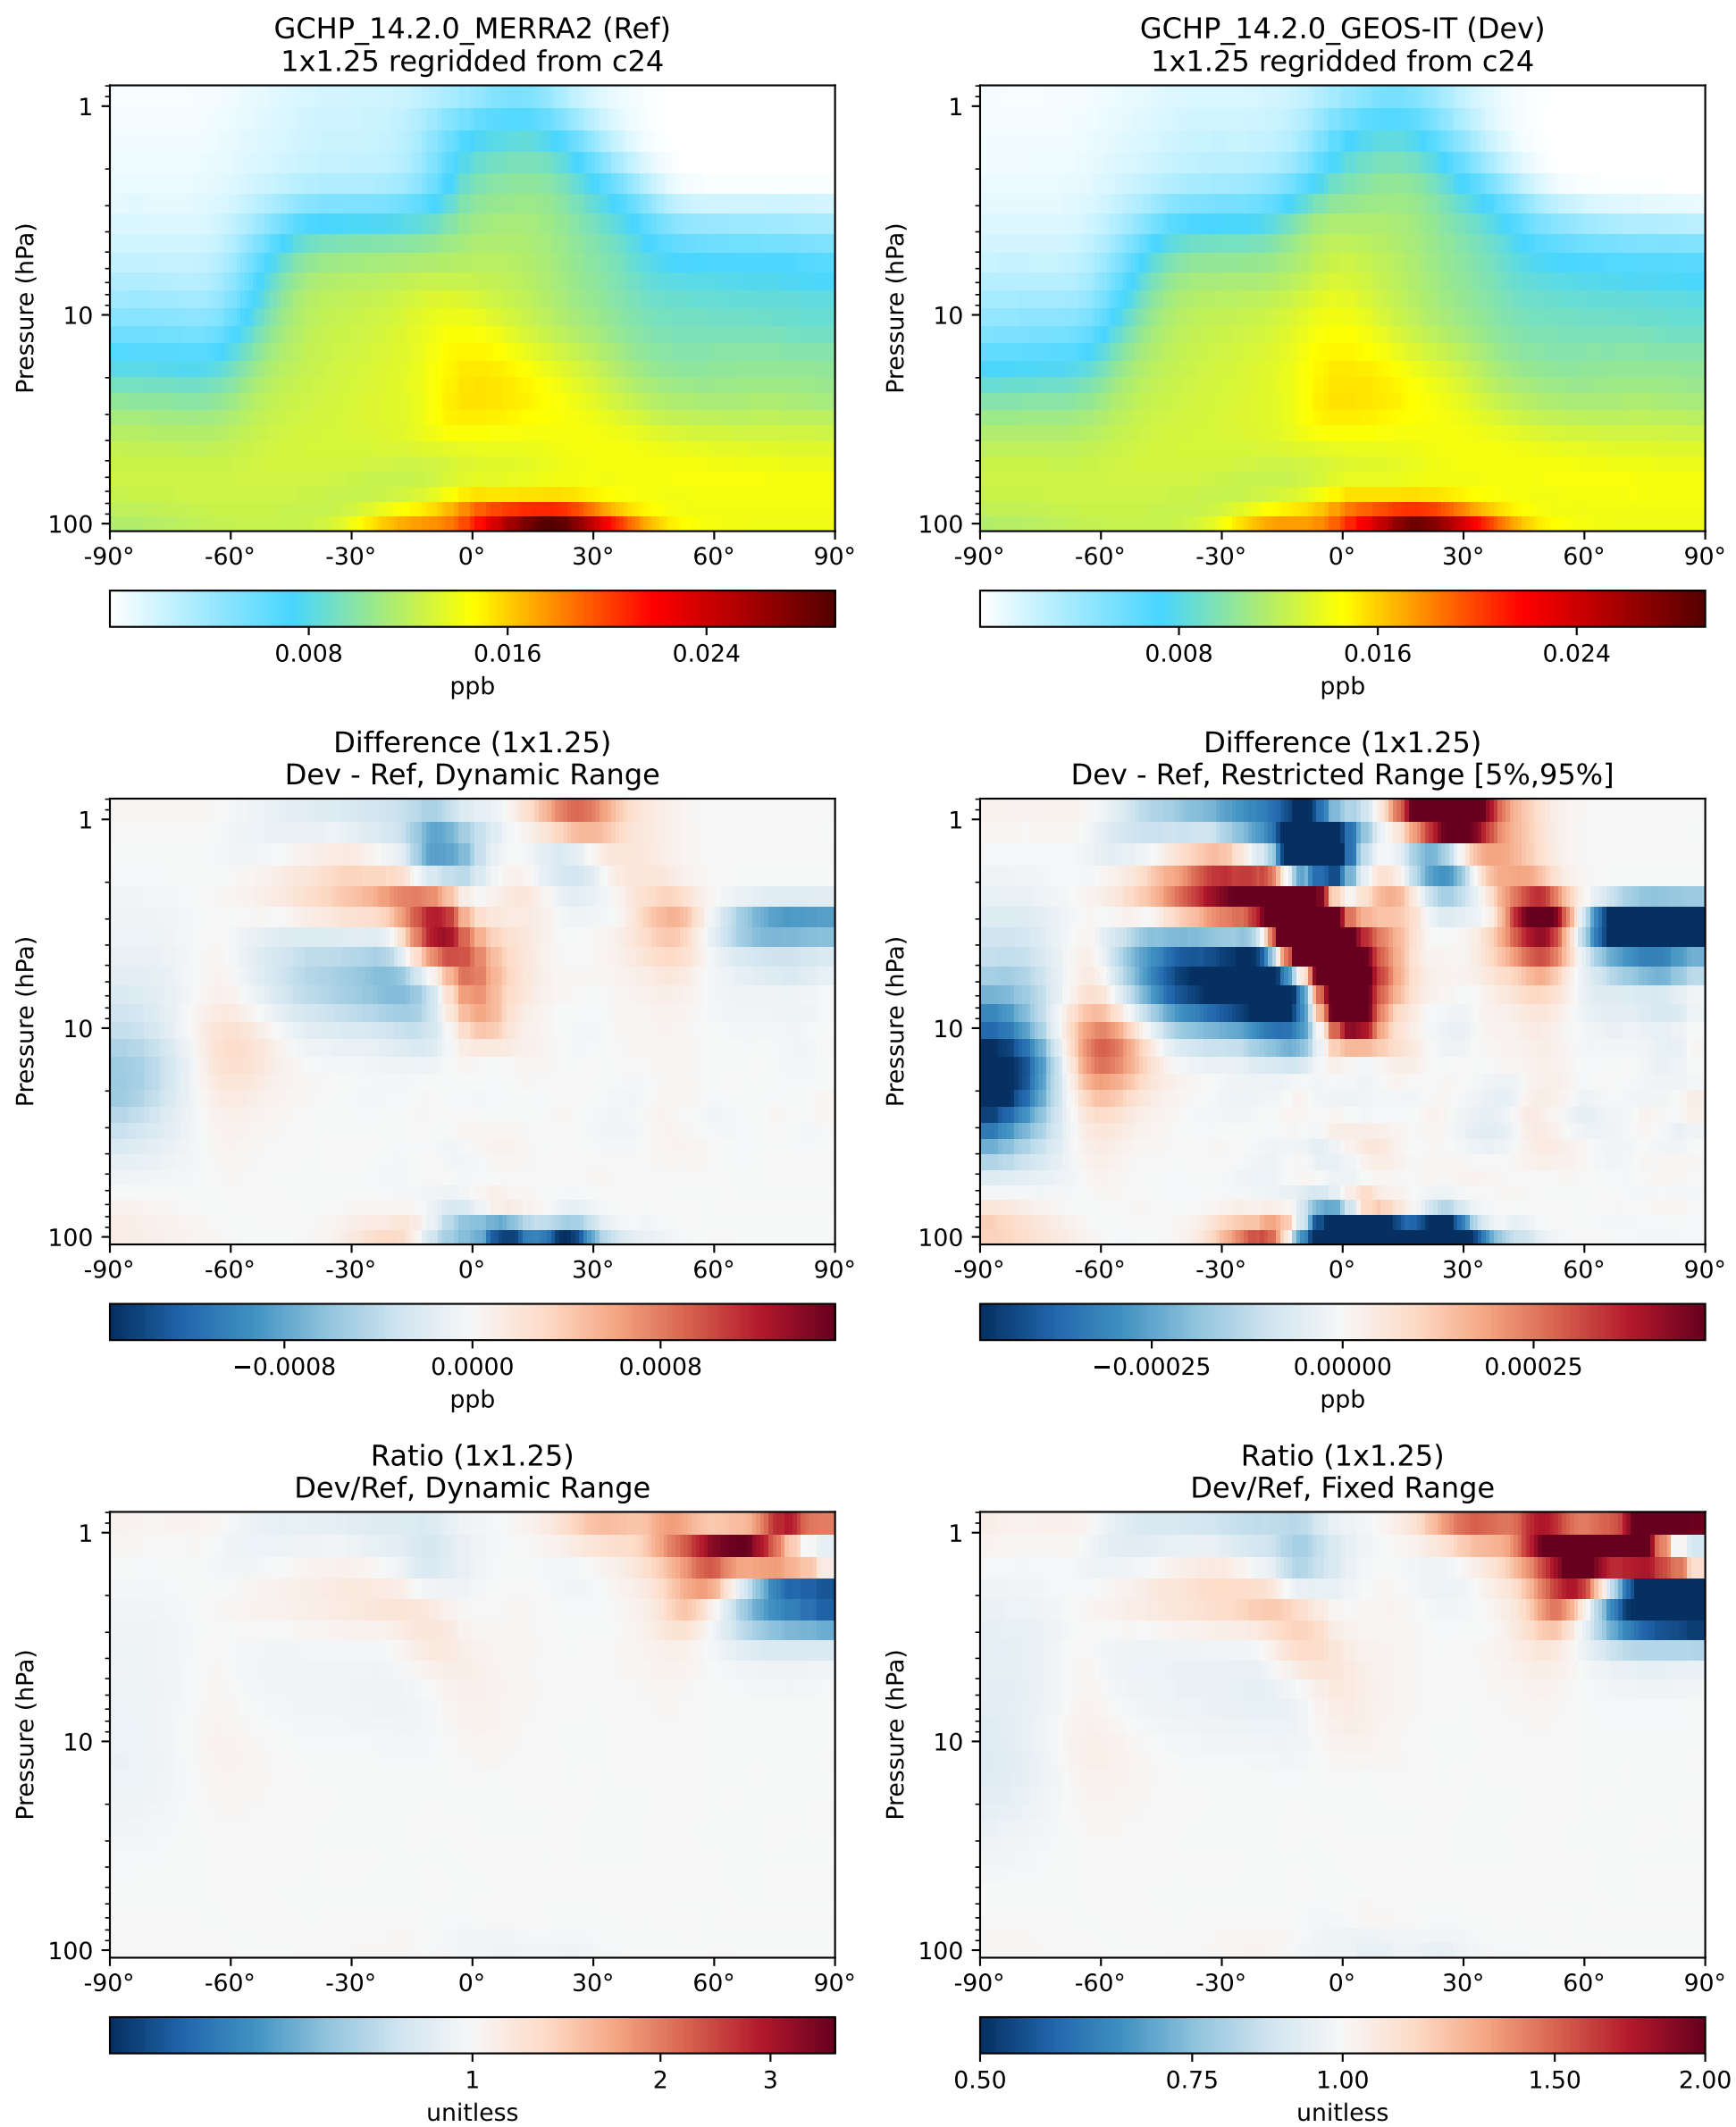 GCHP_14.2.0_MERRA2 (Ref)
1x1.25 regridded from c24
Pressure (hPa)
1
10
100
-90° -60° -30° 0° 30° 60° 90°
0.008 0.016 0.024
ppb
GCHP_14.2.0_GEOS-IT (Dev)
1x1.25 regridded from c24
Pressure (hPa)
1
10
100
-90° -60° -30° 0° 30° 60° 90°
0.008 0.016 0.024
ppb
Difference (1x1.25)
Dev - Ref, Dynamic Range
Pressure (hPa)
1
10
100
-90° -60° -30° 0° 30° 60° 90°
−0.0008 0.0000 0.0008
ppb
Difference (1x1.25)
Dev - Ref, Restricted Range [5%,95%]
Pressure (hPa)
1
10
100
-90° -60° -30° 0° 30° 60° 90°
−0.00025 0.00000 0.00025
ppb
Ratio (1x1.25)
Dev/Ref, Dynamic Range
Pressure (hPa)
1
10
100
-90° -60° -30° 0° 30° 60° 90°
1 2 3
unitless
Ratio (1x1.25)
Dev/Ref, Fixed Range
Pressure (hPa)
1
10
100
-90° -60° -30° 0° 30° 60° 90°
0.50 0.75 1.00 1.50 2.00
unitless